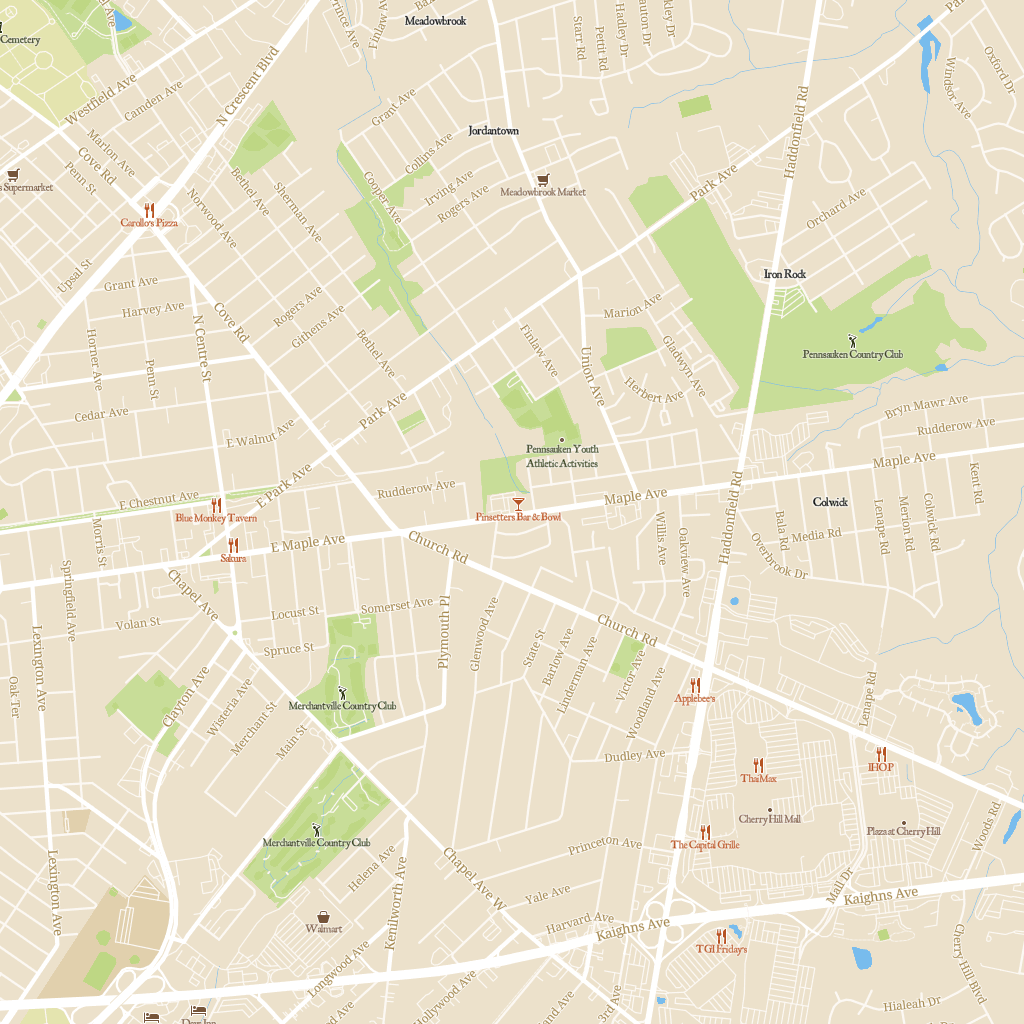 Meadowbrook
Prince Ave
Finlaw
Starr Rd
Pettit Rd
Hadley Dr
Cemetery
Oxford Dr
Windsor Ave
Westfield Ave
Camden Ave
N Crescent Blvd
Grant Ave
Jordantown
Haddonfield Rd
Marlon Ave
Cove Rd
Penn St
Collins Ave
Supermarket
Carollo's Pizza
Norwood Ave
Bethel Ave
Sherman Ave
Cooper Ave
Irving Ave
Rogers Ave
Meadowbrook Market
Park Ave
Orchard Ave
Upsal St
Grant Ave
Harvey Ave
Iron Rock
Rogers Ave
Githens Ave
Marion Ave
Cove Rd
N Centre St
Horner Ave
Penn St
Bethel Ave
Finlaw Ave
Union Ave
Gladwyn Ave
Herbert Ave
Pennsauken Country Club
Cedar Ave
E Walnut Ave
Park Ave
Bryn Mawr Ave
Rudderow Ave
Pennsauken Youth
Athletic Activities
E Park Ave
Maple Ave
Kent Rd
E Chestnut Ave
Blue Monkey Tavern
Rudderow Ave
Pinsetters Bar & Bowl
Maple Ave
Haddonfield Rd
Colwick
Morris St
Sakura
E Maple Ave
Church Rd
Willis Ave
Oakview Ave
Bala Rd
Media Rd
Overbrook Dr
Lenape Rd
Merion Rd
Colwick Rd
Springfield Ave
Chapel Ave
Volan St
Locust St
Somerset Ave
Spruce St
Plymouth Pl
Glenwood Ave
State St
Barlow Ave
Linderman Ave
Church Rd
Victor Ave
Woodland Ave
Lexington Ave
Oak Ter
Clayton Ave
Wisteria Ave
Merchant St
Main St
Merchantville Country Club
Applebee's
Lenape Rd
Dudley Ave
ThaiMax
IHOP
Cherry Hill Mall
Plaza at Cherry Hill
Woods Rd
Merchantville Country Club
The Capital Grille
Princeton Ave
Lexington Ave
Helena Ave
Kenilworth Ave
Chapel Ave W
Yale Ave
Harvard Ave
Kaighns Ave
Mall Dr
Kaighns Ave
Walmart
Longwood Ave
Hollywood Ave
TGI Friday's
Cherry Hill Blvd
Hialeah Dr
3rd Ave
Days Inn